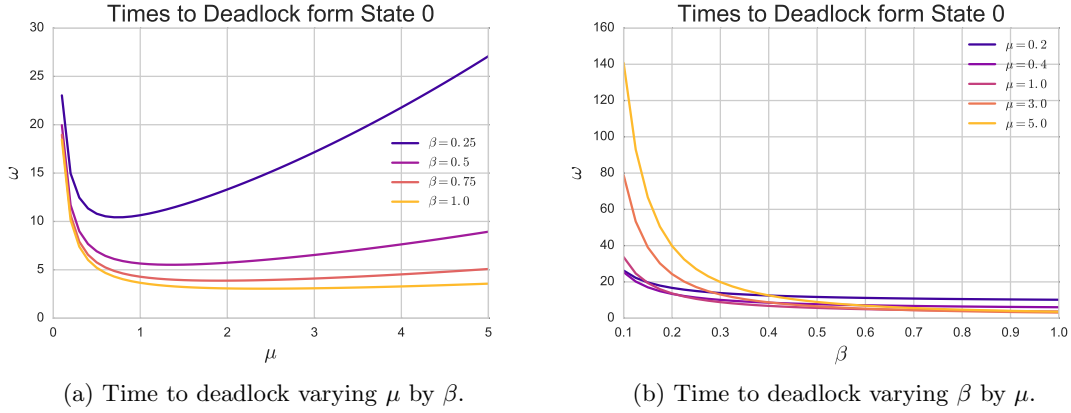 Times to Deadlock form State 0
30
25
20
15
10
5
0
ω
0 1 2 3 4 5
μ
β = 0.25
β = 0.5
β = 0.75
β = 1.0
(a) Time to deadlock varying μ by β.
Times to Deadlock form State 0
160
140
120
100
80
60
40
20
0
ω
0.1 0.2 0.3 0.4 0.5 0.6 0.7 0.8 0.9 1.0
β
μ = 0.2
μ = 0.4
μ = 1.0
μ = 3.0
μ = 5.0
(b) Time to deadlock varying β by μ.